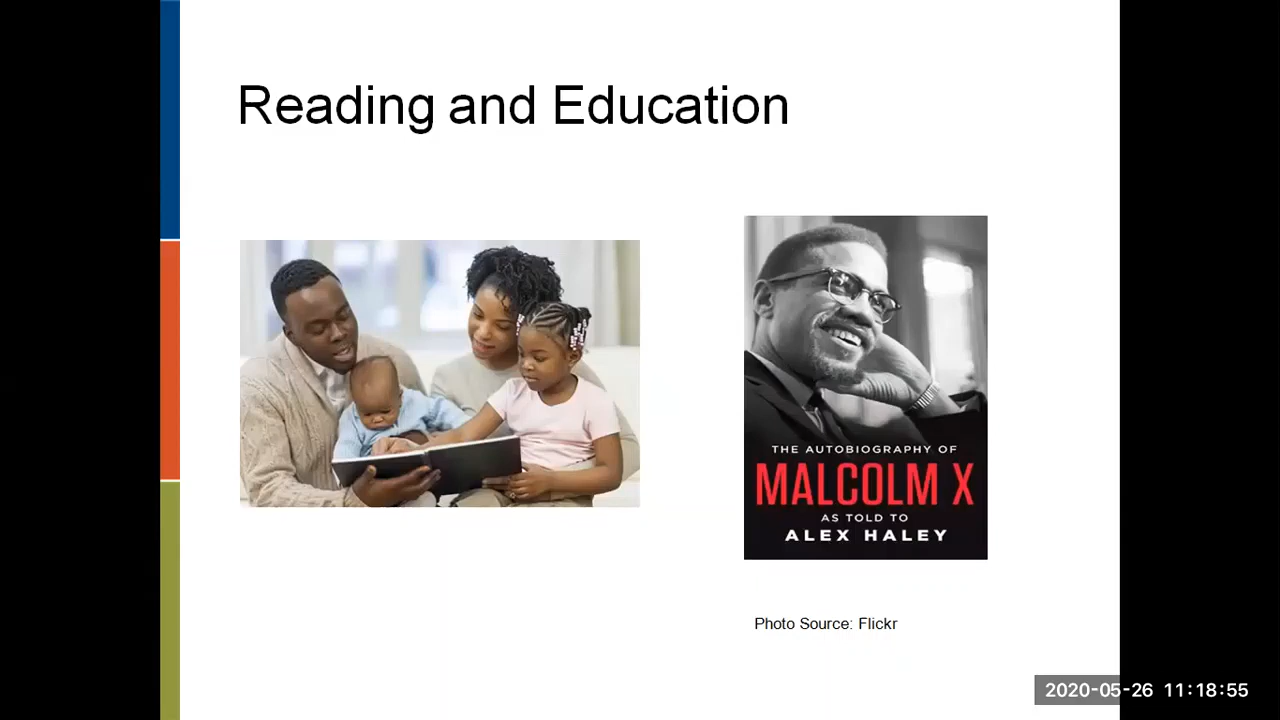 Reading and Education
THE AUTOBIOGRAPHY OF
MALCOLM X
AS TOLD TO
ALEX HALEY
Photo Source: Flickr
2020-05-26 11:18:55